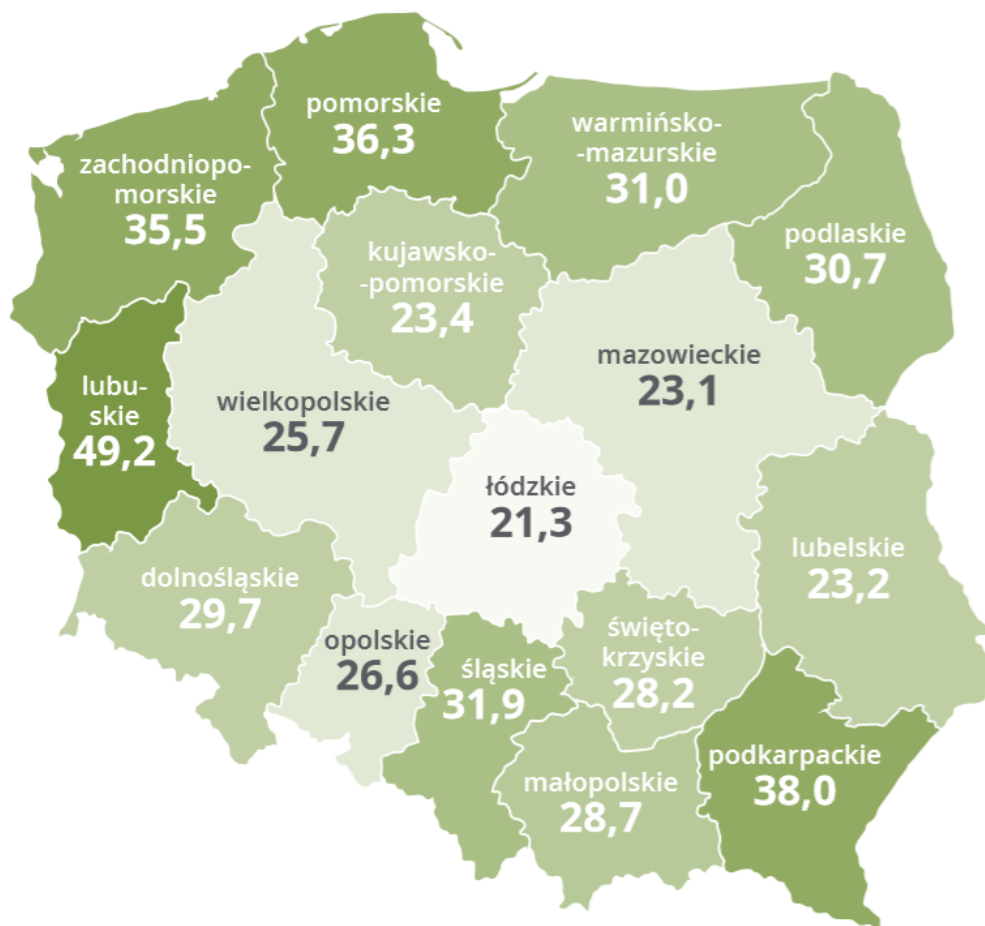 pomorskie
36,3
warmińsko-
-mazurskie
31,0
zachodniopo-
morskie
35,5
podlaskie
30,7
kujawsko-
-pomorskie
23,4
mazowieckie
23,1
lubu-
skie
49,2
wielkopolskie
25,7
łódzkie
21,3
lubelskie
23,2
dolnośląskie
29,7
opolskie
26,6
święto-
krzyskie
28,2
śląskie
31,9
podkarpackie
38,0
małopolskie
28,7